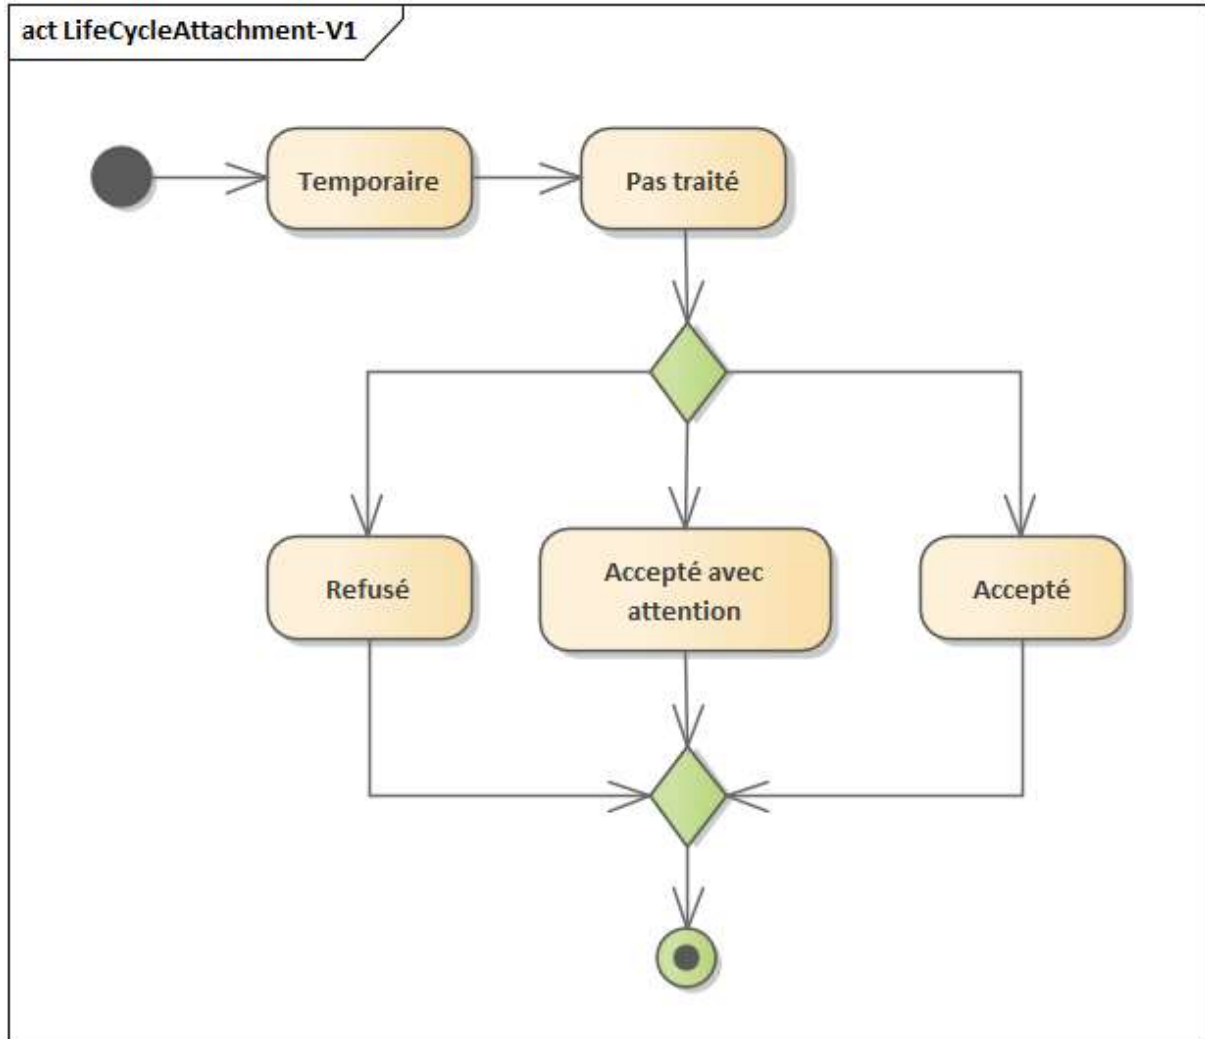 act LifeCycleAttachment-V1
Temporaire
Pas traité
Refusé
Accepté avec
attention
Accepté